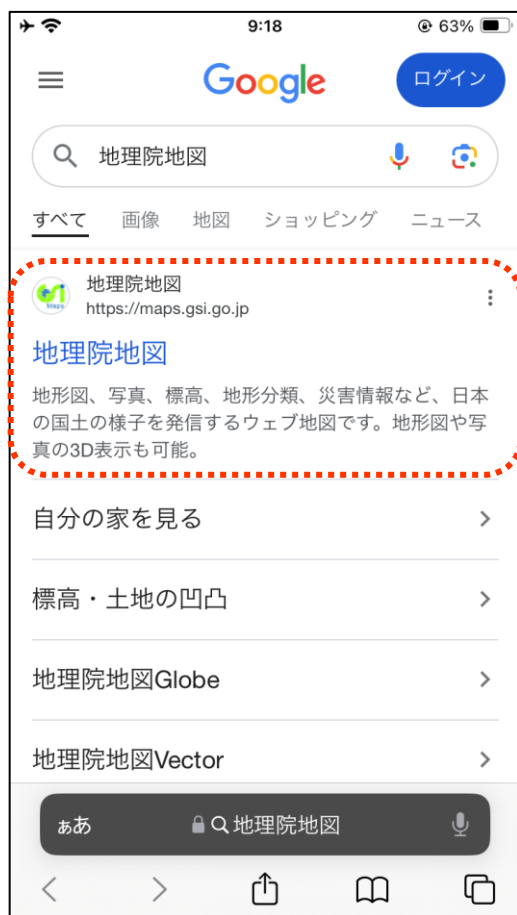 9:18
63%
Google
ログイン
地理院地図
すべて 画像 地図 ショッピング ニュース
地理院地図
https://maps.gsi.go.jp
地理院地図
地形図、写真、標高、地形分類、災害情報など、日本
の国土の様子を発信するウェブ地図です。地形図や写
真の3D表示も可能。
自分の家を見る
標高・土地の凹凸
地理院地図Globe
地理院地図Vector
ぁあ 地理院地図